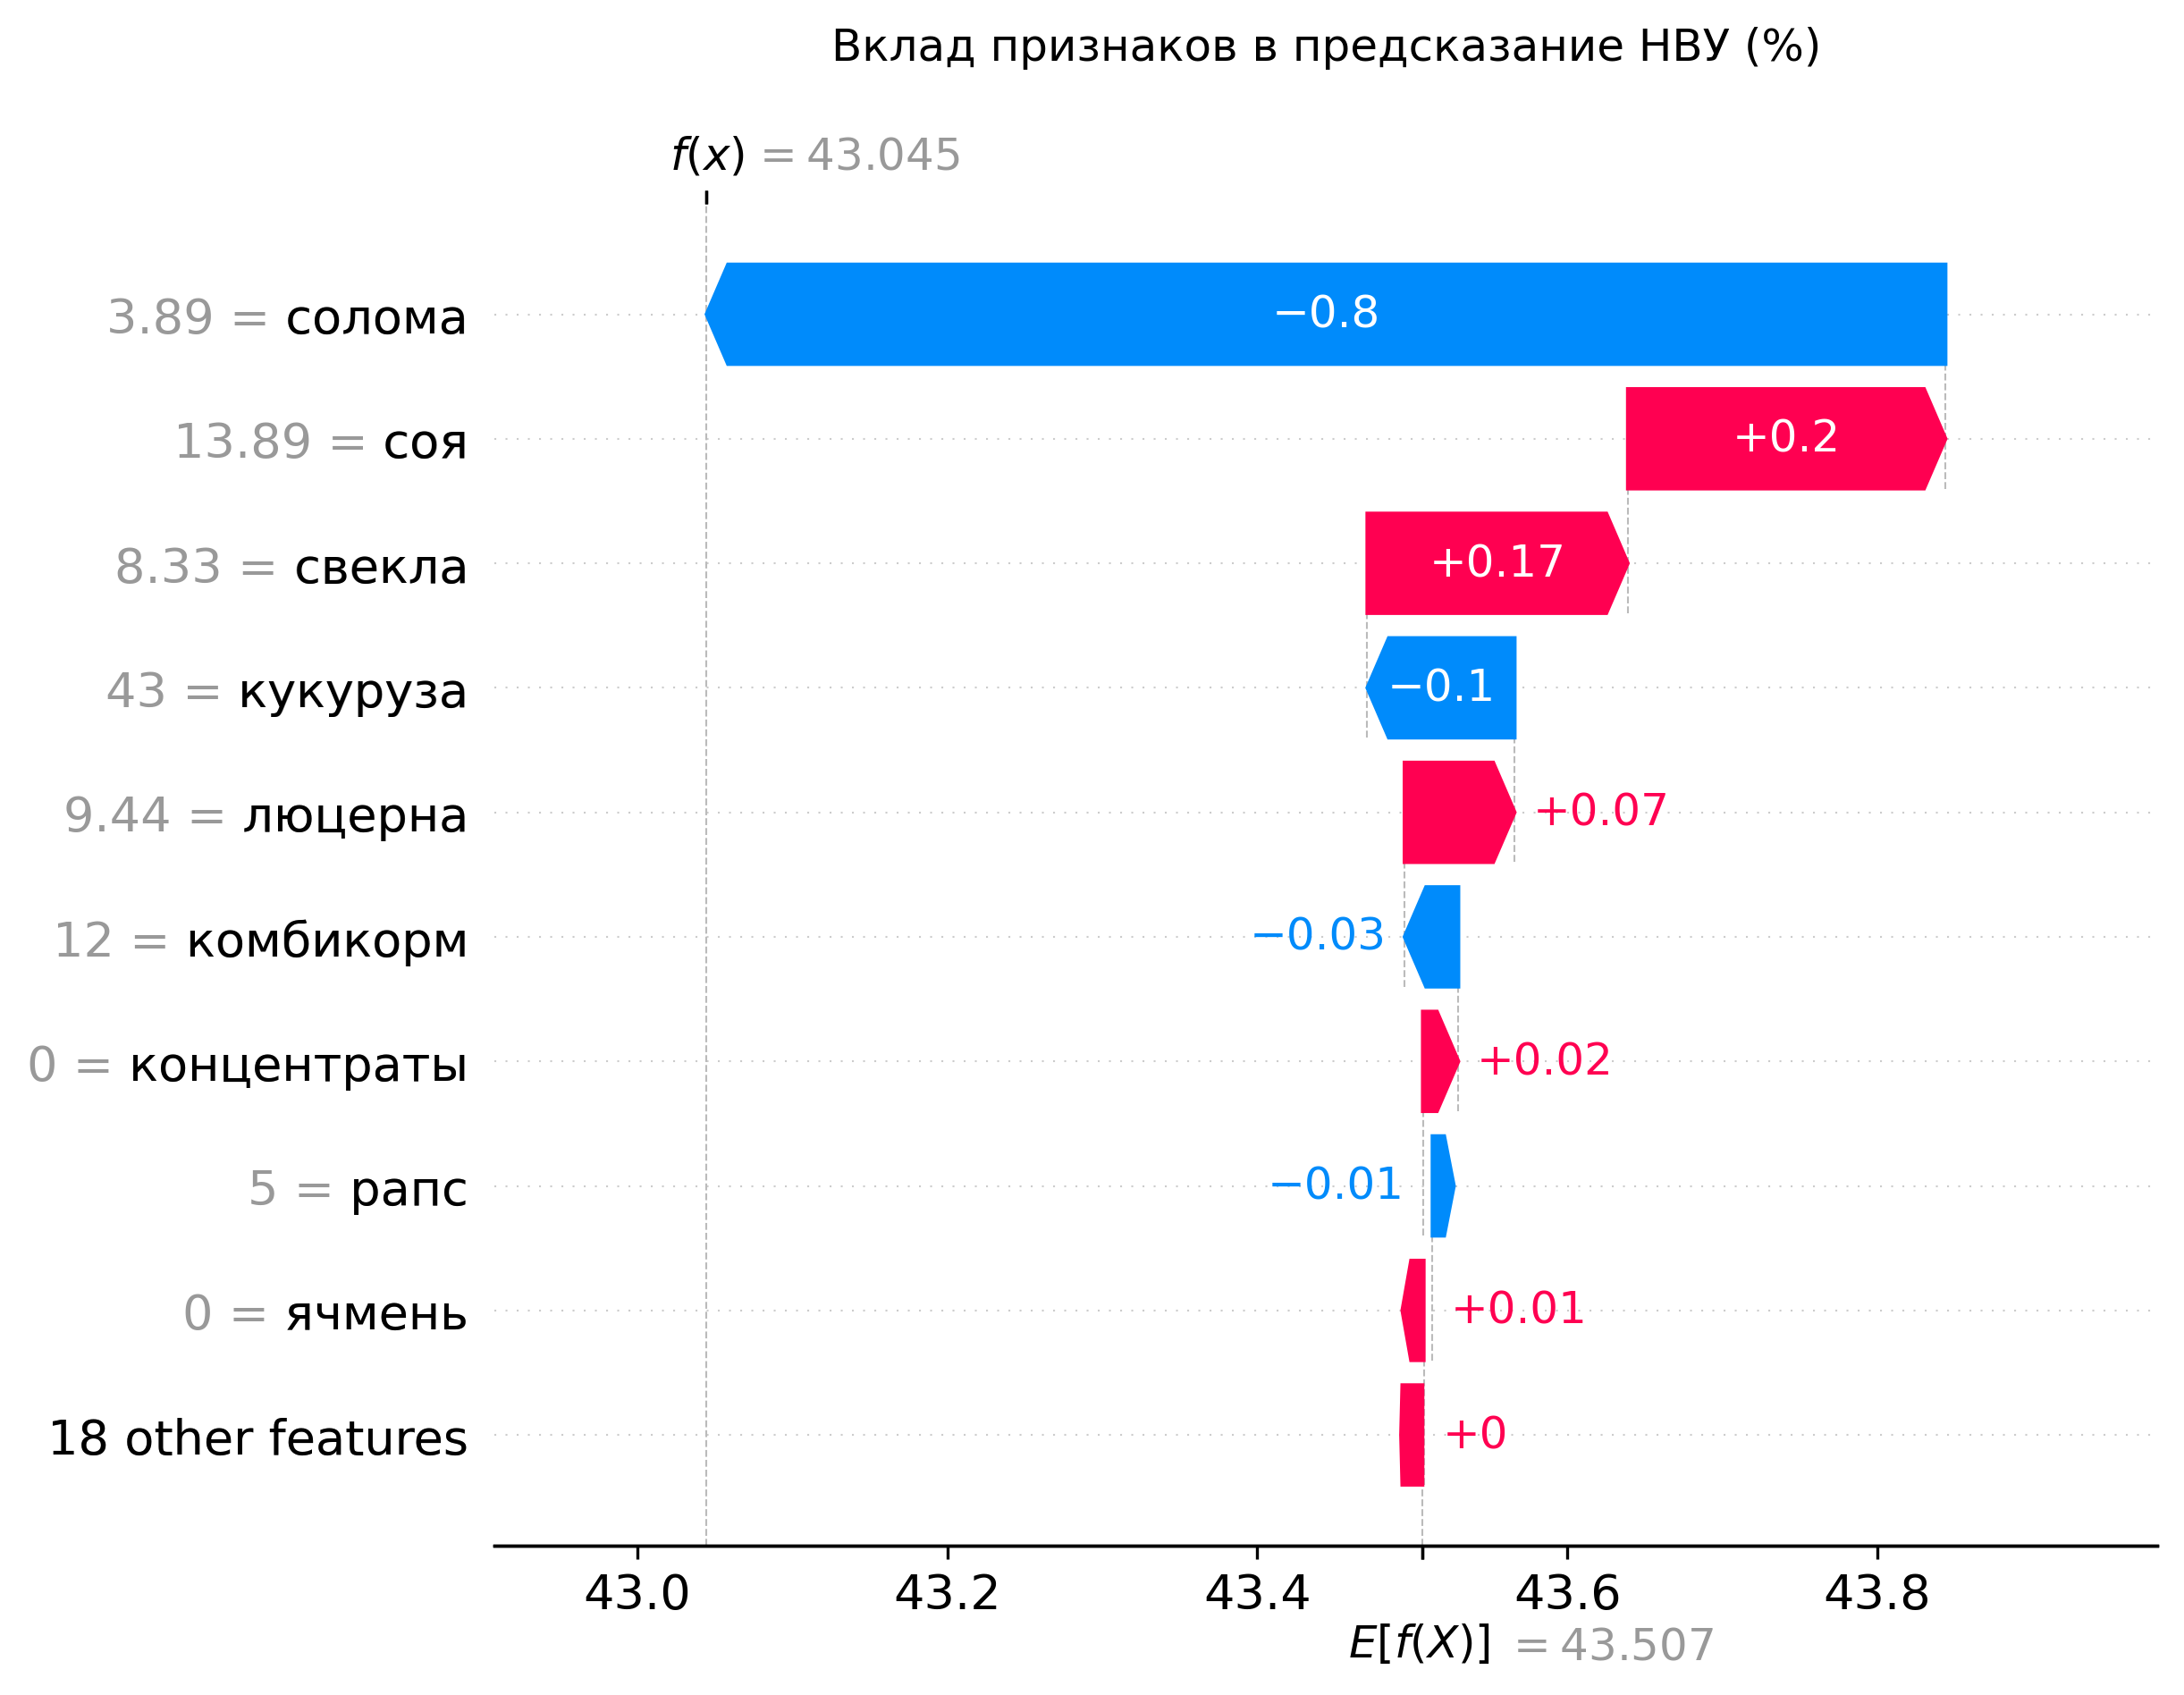 Вклад признаков в предсказание НВУ (%)
f(x) = 43.045
3.89 = солома
−0.8
13.89 = соя
+0.2
8.33 = свекла
+0.17
43 = кукуруза
−0.1
9.44 = люцерна
+0.07
12 = комбикорм
−0.03
0 = концентраты
+0.02
5 = рапс
−0.01
0 = ячмень
+0.01
18 other features
+0
43.0 43.2 43.4 43.6 43.8
E[f(X)] = 43.507